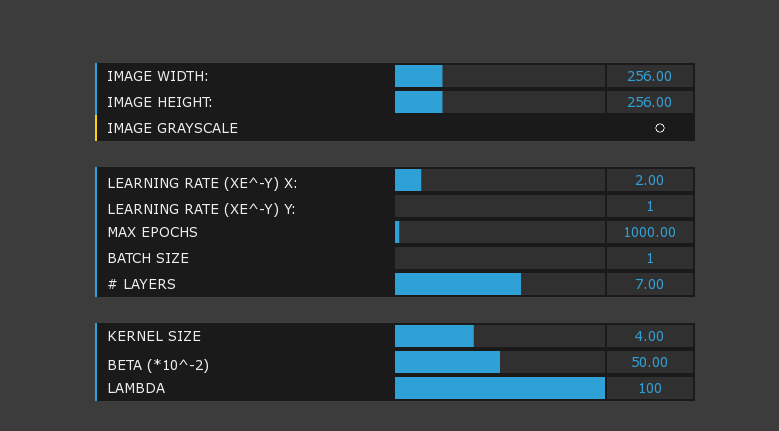 IMAGE WIDTH: 256.00
IMAGE HEIGHT: 256.00
IMAGE GRAYSCALE
LEARNING RATE (XE^-Y) X: 2.00
LEARNING RATE (XE^-Y) Y: 1
MAX EPOCHS 1000.00
BATCH SIZE 1
# LAYERS 7.00
KERNEL SIZE 4.00
BETA (*10^-2) 50.00
LAMBDA 100